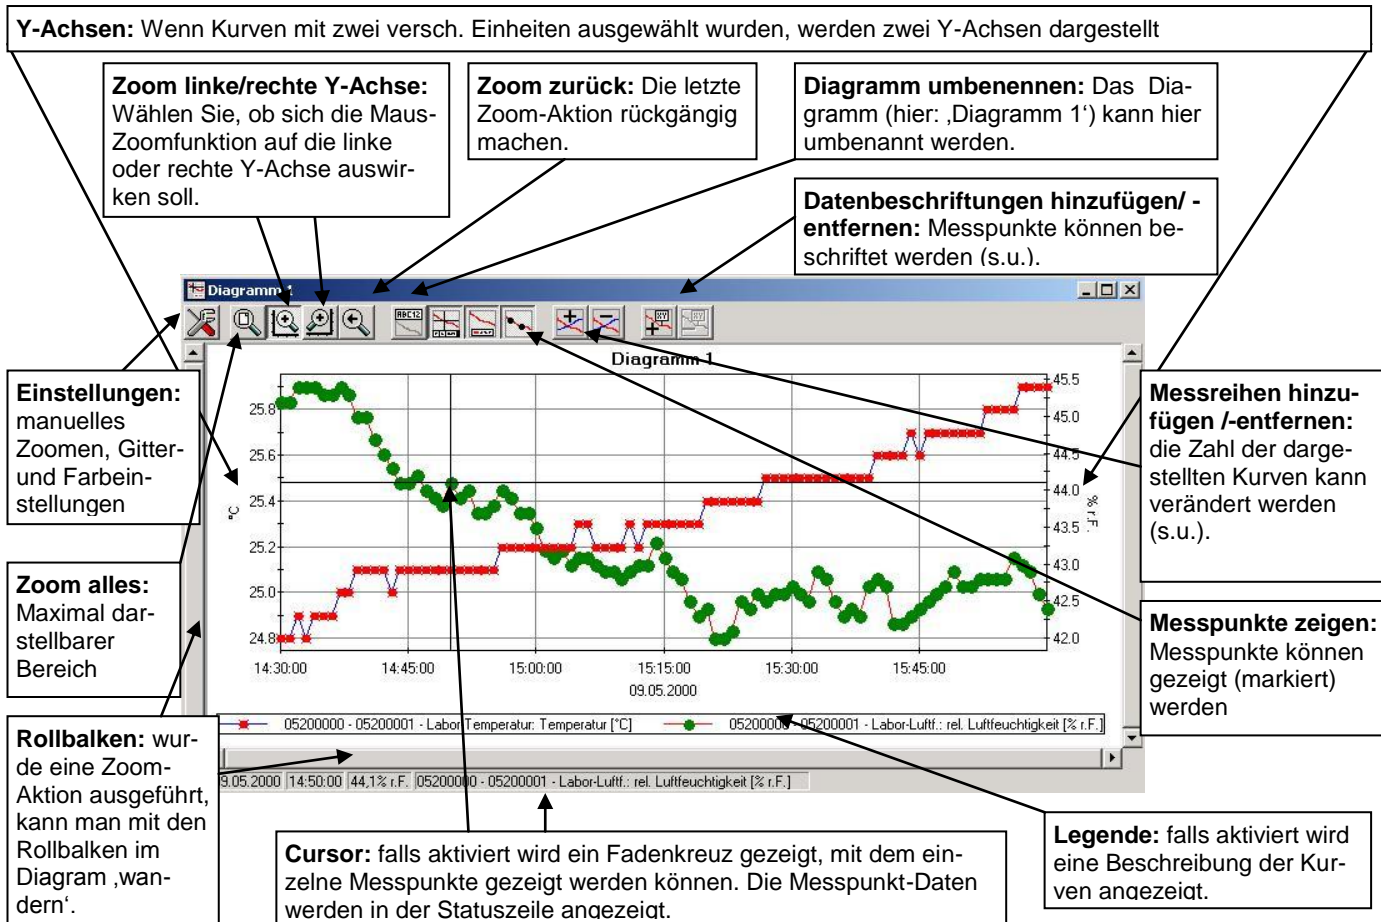 Y-Achsen: Wenn Kurven mit zwei versch. Einheiten ausgewählt wurden, werden zwei Y-Achsen dargestellt
Zoom linke/rechte Y-Achse:
Wählen Sie, ob sich die Maus-
Zoomfunktion auf die linke
oder rechte Y-Achse auswir-
ken soll.
Zoom zurück: Die letzte
Zoom-Aktion rückgängig
machen.
Diagramm umbenennen: Das Dia-
gramm (hier: ‚Diagramm 1‘) kann hier
umbenannt werden.
Datenbeschriftungen hinzufügen/ -
entfernen: Messpunkte können be-
schriftet werden (s.u.).
Diagramm 1
ABC12
XY
XY
Diagramm 1
Einstellungen:
manuelles
Zoomen, Gitter-
und Farbein-
stellungen
Zoom alles:
Maximal dar-
stellbarer
Bereich
Rollbalken: wur-
de eine Zoom-
Aktion ausgeführt,
kann man mit den
Rollbalken im
Diagram ‚wan-
dern‘.
25.8
25.6
25.4
25.2
25.0
24.8
°C
45.5
45.0
44.5
44.0
43.5
43.0
42.5
42.0
% r.F.
14:30:00 14:45:00 15:00:00 15:15:00 15:30:00 15:45:00
09.05.2000
05200000 - 05200001 - Labor-Temperatur: Temperatur [°C]
05200000 - 05200001 - Labor-Luftf.: rel. Luftfeuchtigkeit [% r.F.]
9.05.2000 14:50:00 44,1% r.F. 05200000 - 05200001 - Labor-Luftf.: rel. Luftfeuchtigkeit [% r.F.]
Messreihen hinzu-
fügen /-entfernen:
die Zahl der darge-
stellten Kurven kann
verändert werden
(s.u.).
Messpunkte zeigen:
Messpunkte können
gezeigt (markiert)
werden
Cursor: falls aktiviert wird ein Fadenkreuz gezeigt, mit dem ein-
zelne Messpunkte gezeigt werden können. Die Messpunkt-Daten
werden in der Statuszeile angezeigt.
Legende: falls aktiviert wird
eine Beschreibung der Kur-
ven angezeigt.